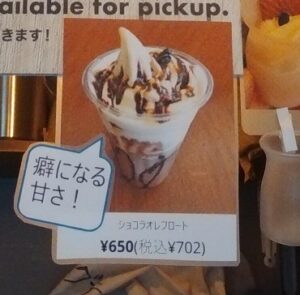 ailable for pickup.
きます！
癖になる
甘さ！
ショコラオレフロート
¥650(税込¥702)